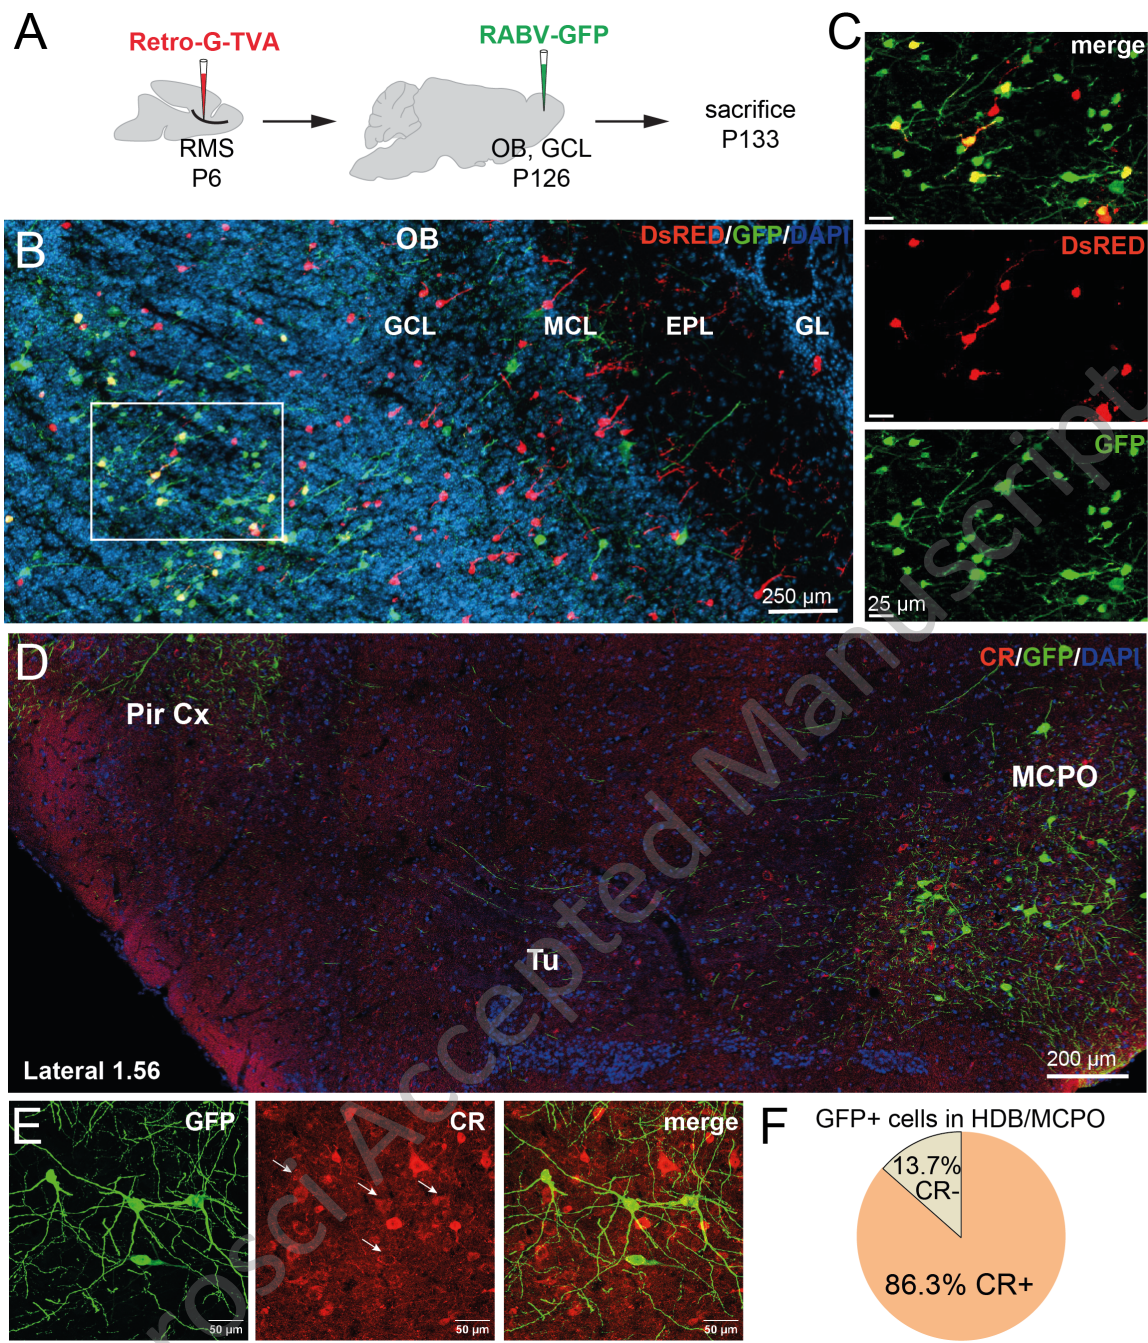 A
Retro-G-TVA
RMS
P6
RABV-GFP
OB, GCL
P126
sacrifice
P133
B
OB
DsRED/GFP/DAPI
GCL
MCL
EPL
GL
250 µm
C
merge
DsRED
GFP
25 µm
D
CR/GFP/DAPI
Pir Cx
MCPO
Tu
Lateral 1.56
200 µm
E
GFP
50 µm
CR
50 µm
merge
50 µm
F
GFP+ cells in HDB/MCPO
13.7%
CR-
86.3% CR+
rosci Accepted Manuscript